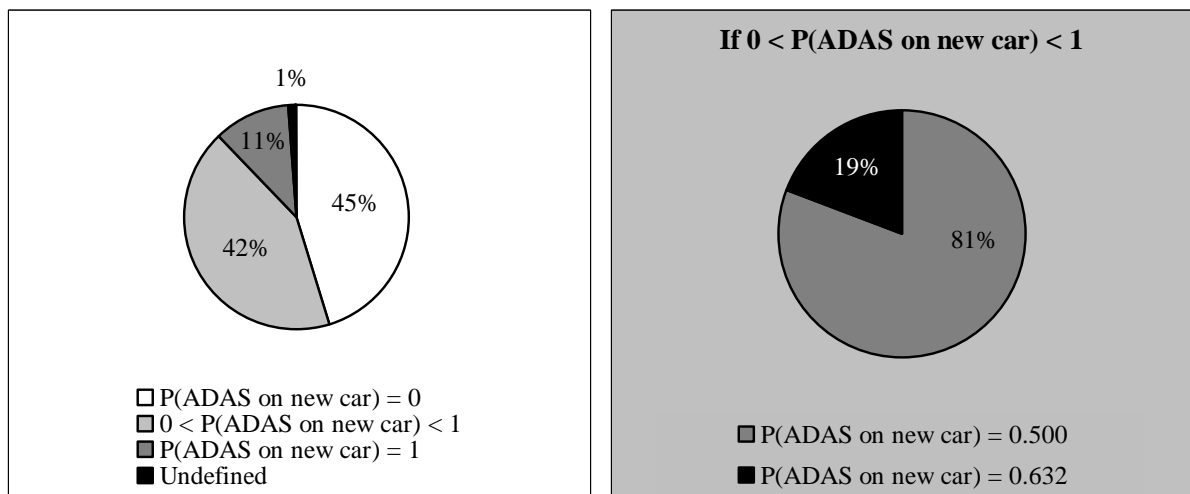 1%
11%
45%
42%
P(ADAS on new car) = 0
0 < P(ADAS on new car) < 1
P(ADAS on new car) = 1
Undefined
If 0 < P(ADAS on new car) < 1
19%
81%
P(ADAS on new car) = 0.500
P(ADAS on new car) = 0.632